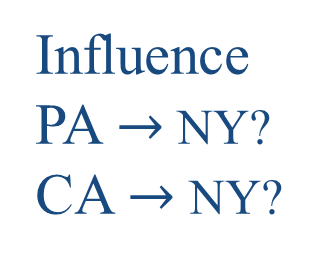 Influence
PA → NY?
CA → NY?